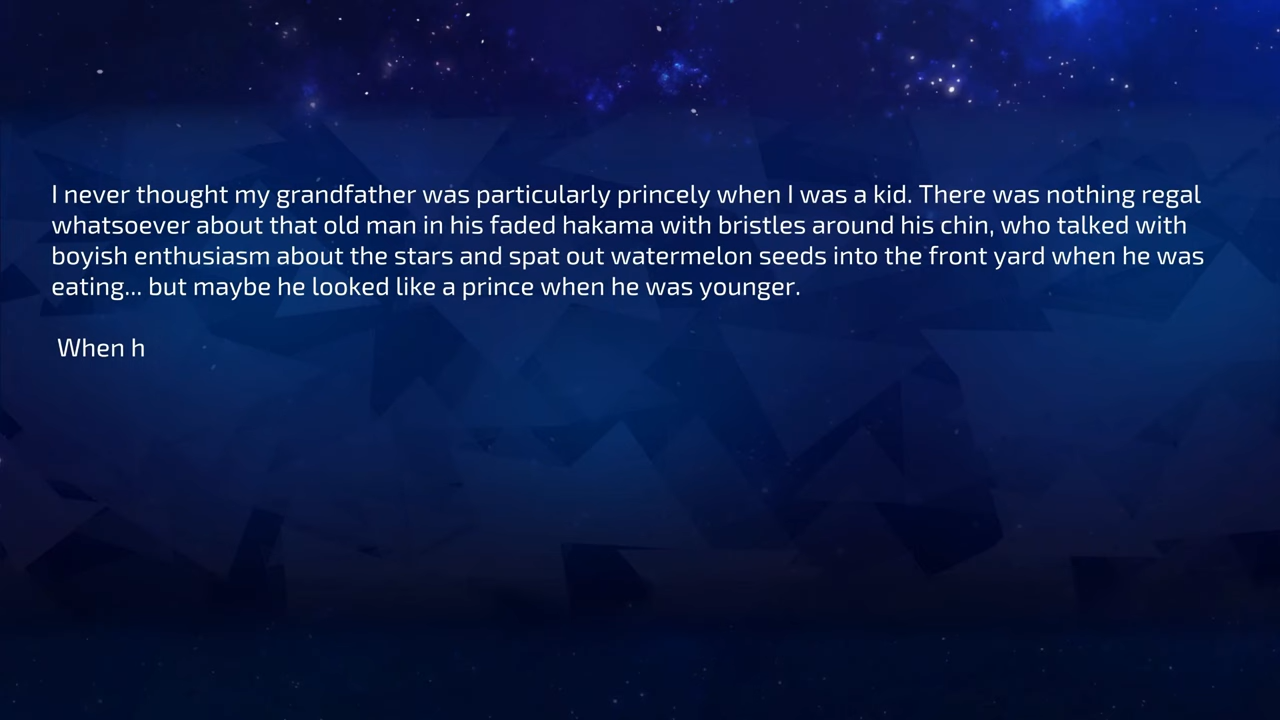 I never thought my grandfather was particularly princely when I was a kid. There was nothing regal
whatsoever about that old man in his faded hakama with bristles around his chin, who talked with
boyish enthusiasm about the stars and spat out watermelon seeds into the front yard when he was
eating... but maybe he looked like a prince when he was younger.
When h